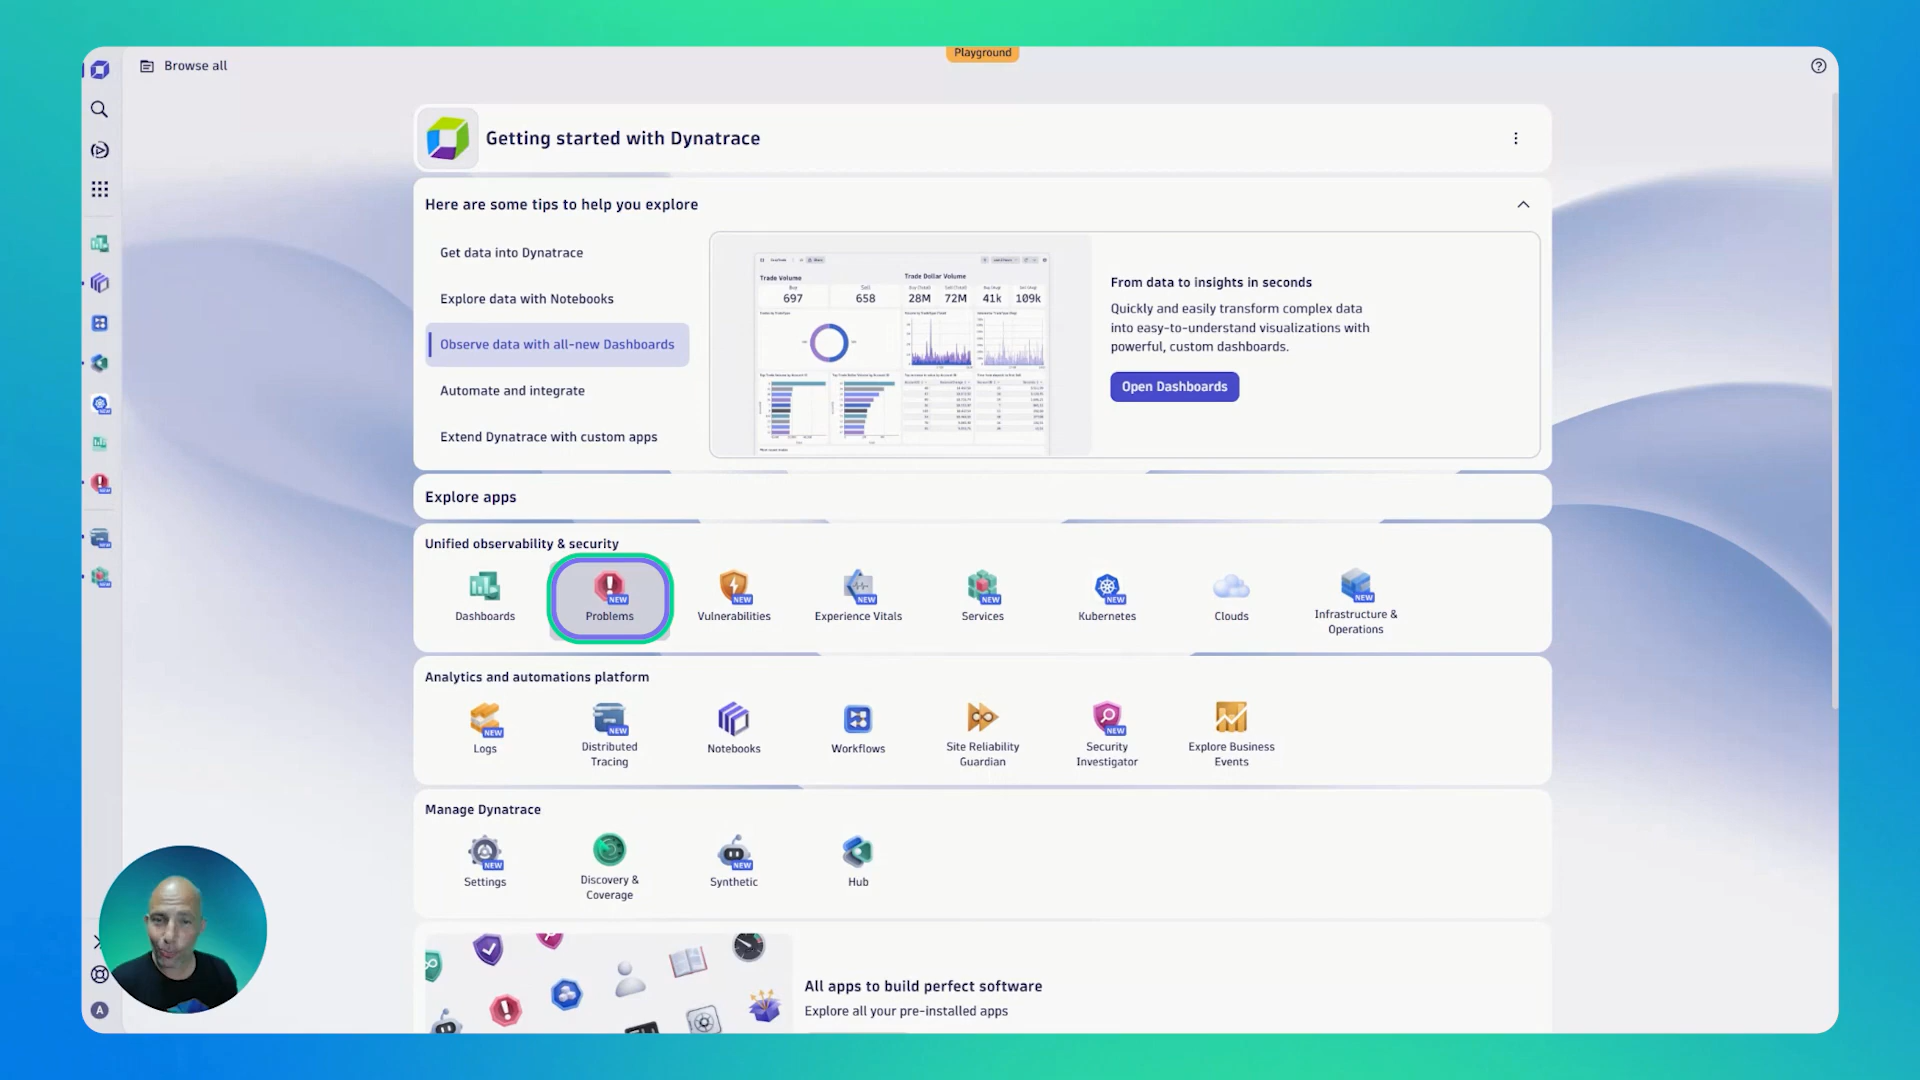 Playground
Browse all
Getting started with Dynatrace
Here are some tips to help you explore
Get data into Dynatrace
Explore data with Notebooks
Observe data with all-new Dashboards
Automate and integrate
Extend Dynatrace with custom apps
Trade Volume
Buy
Sell
697
658
Trade Dollar Volume
28M
72M
41k
109k
From data to insights in seconds
Quickly and easily transform complex data
into easy-to-understand visualizations with
powerful, custom dashboards.
Open Dashboards
Explore apps
Unified observability & security
NEW
NEW
NEW
NEW
NEW
NEW
Dashboards
Problems
Vulnerabilities
Experience Vitals
Services
Kubernetes
Clouds
Infrastructure &
Operations
Analytics and automations platform
NEW
NEW
NEW
Logs
Distributed
Tracing
Notebooks
Workflows
Site Reliability
Guardian
Security
Investigator
Explore Business
Events
Manage Dynatrace
NEW
NEW
Settings
Discovery &
Coverage
Synthetic
Hub
All apps to build perfect software
Explore all your pre-installed apps
NEW
NEW
NEW
NEW
A